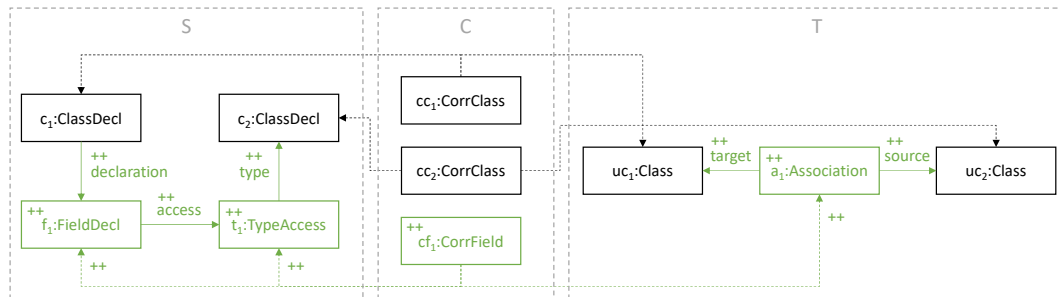 S
C
T
c₁:ClassDecl
c₂:ClassDecl
cc₁:CorrClass
++
declaration
++
type
cc₂:CorrClass
uc₁:Class
++
target
++
a₁:Association
++
source
uc₂:Class
++
f₁:FieldDecl
++
access
++
t₁:TypeAccess
++
cf₁:CorrField
++
++
++